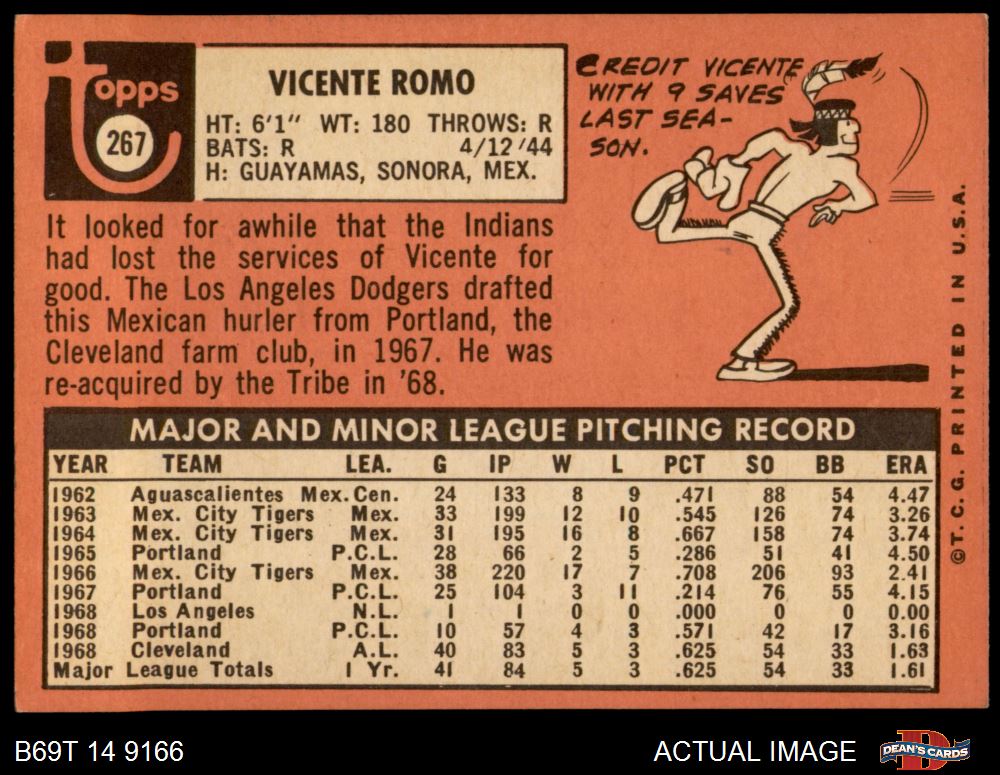 Topps
267
VICENTE ROMO
HT: 6'1" WT: 180 THROWS: R
BATS: R 4/12/44
H: GUAYAMAS, SONORA, MEX.
CREDIT VICENTE
WITH 9 SAVES
LAST SEA-
SON.
It looked for awhile that the Indians
had lost the services of Vicente for
good. The Los Angeles Dodgers drafted
this Mexican hurler from Portland, the
Cleveland farm club, in 1967. He was
re-acquired by the Tribe in '68.
MAJOR AND MINOR LEAGUE PITCHING RECORD
YEAR TEAM LEA. G IP W L PCT SO BB ERA
1962 Aguascalientes Mex. Cen. 24 133 8 9 .471 88 54 4.47
1963 Mex. City Tigers Mex. 33 199 12 10 .545 126 74 3.26
1964 Mex. City Tigers Mex. 31 195 16 8 .667 158 74 3.74
1965 Portland P.C.L. 28 66 2 5 .286 51 41 4.50
1966 Mex. City Tigers Mex. 38 220 17 7 .708 206 93 2.41
1967 Portland P.C.L. 25 104 3 11 .214 76 55 4.15
1968 Los Angeles N.L. 1 1 0 0 .000 0 0 0.00
1968 Portland P.C.L. 10 57 4 3 .571 42 17 3.16
1968 Cleveland A.L. 40 83 5 3 .625 54 33 1.63
Major League Totals 1 Yr. 41 84 5 3 .625 54 33 1.61
©T.C.G. PRINTED IN U.S.A.
B69T 14 9166
ACTUAL IMAGE
D
DEAN'S CARDS